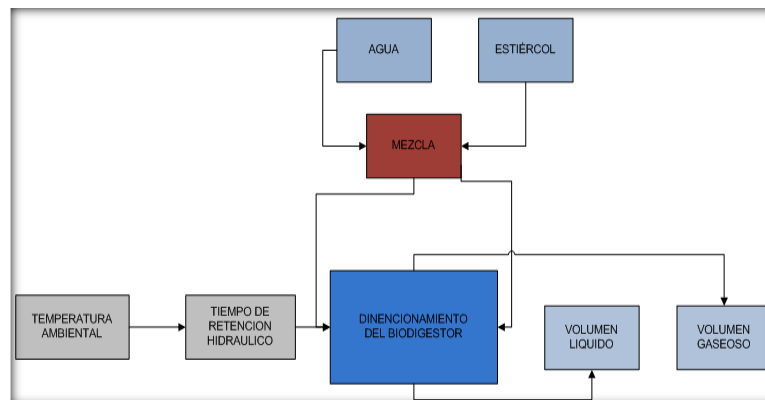 AGUA
ESTIÉRCOL
MEZCLA
TEMPERATURA
AMBIENTAL
TIEMPO DE
RETENCION
HIDRAULICO
DINENCIONAMIENTO
DEL BIODIGESTOR
VOLUMEN
LIQUIDO
VOLUMEN
GASEOSO